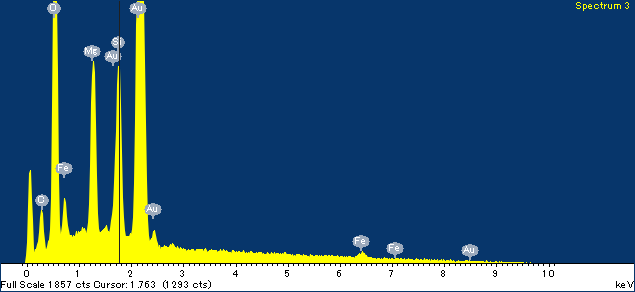 Spectrum 3
O
Au
Si
Mg
Au
Fe
C
Au
Fe
Fe
Au
0 1 2 3 4 5 6 7 8 9 10
Full Scale 1857 cts Cursor: 1.763 (1293 cts) keV